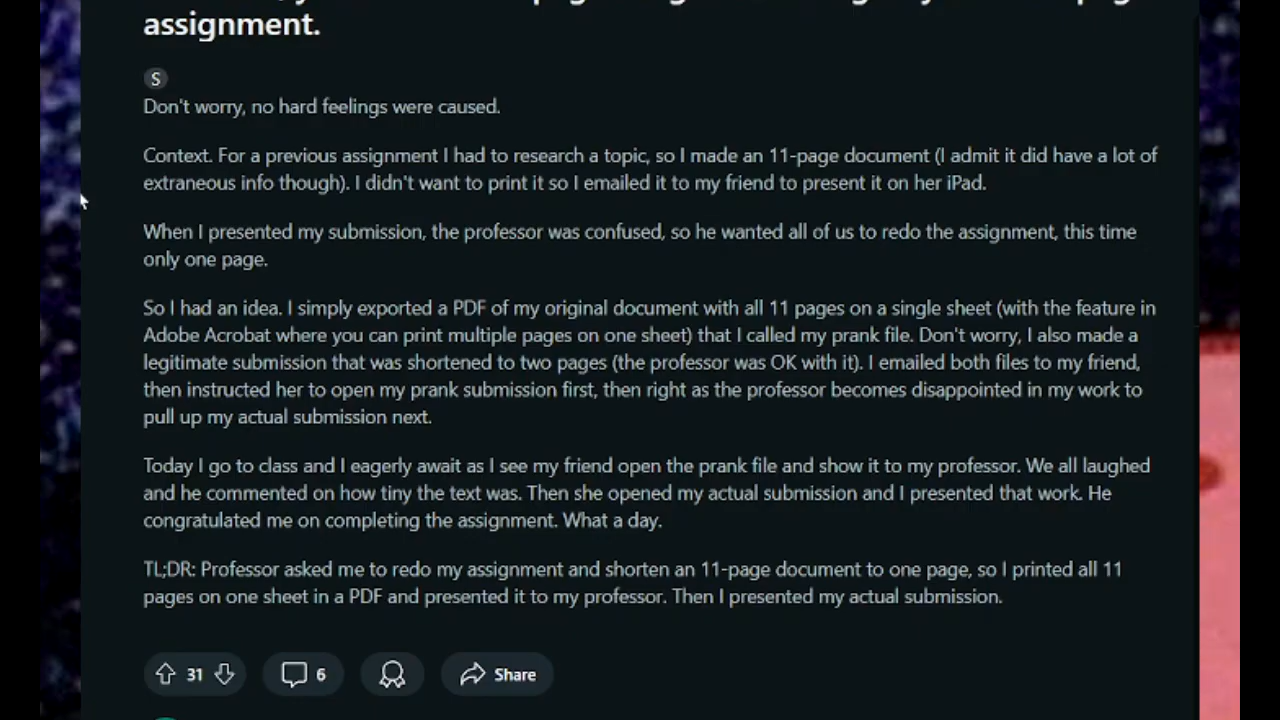 assignment.
S
Don't worry, no hard feelings were caused.
Context. For a previous assignment I had to research a topic, so I made an 11-page document (I admit it did have a lot of
extraneous info though). I didn't want to print it so I emailed it to my friend to present it on her iPad.
When I presented my submission, the professor was confused, so he wanted all of us to redo the assignment, this time
only one page.
So I had an idea. I simply exported a PDF of my original document with all 11 pages on a single sheet (with the feature in
Adobe Acrobat where you can print multiple pages on one sheet) that I called my prank file. Don't worry, I also made a
legitimate submission that was shortened to two pages (the professor was OK with it). I emailed both files to my friend,
then instructed her to open my prank submission first, then right as the professor becomes disappointed in my work to
pull up my actual submission next.
Today I go to class and I eagerly await as I see my friend open the prank file and show it to my professor. We all laughed
and he commented on how tiny the text was. Then she opened my actual submission and I presented that work. He
congratulated me on completing the assignment. What a day.
TL;DR: Professor asked me to redo my assignment and shorten an 11-page document to one page, so I printed all 11
pages on one sheet in a PDF and presented it to my professor. Then I presented my actual submission.
31 6 Share